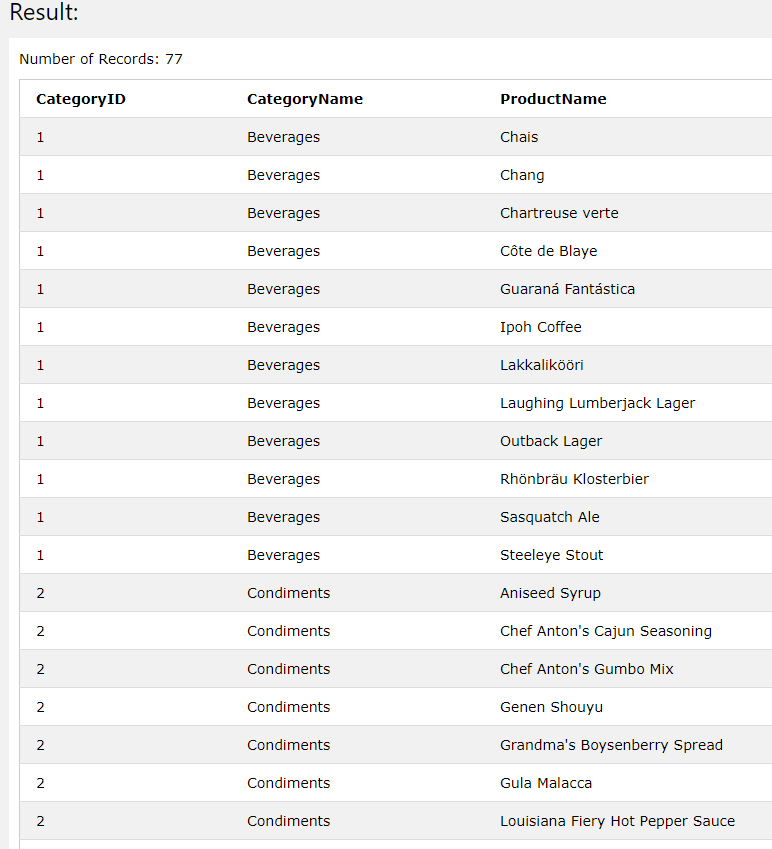 Result:
Number of Records: 77
CategoryID CategoryName ProductName
1 Beverages Chais
1 Beverages Chang
1 Beverages Chartreuse verte
1 Beverages Côte de Blaye
1 Beverages Guaraná Fantástica
1 Beverages Ipoh Coffee
1 Beverages Lakkalikööri
1 Beverages Laughing Lumberjack Lager
1 Beverages Outback Lager
1 Beverages Rhönbräu Klosterbier
1 Beverages Sasquatch Ale
1 Beverages Steeleye Stout
2 Condiments Aniseed Syrup
2 Condiments Chef Anton's Cajun Seasoning
2 Condiments Chef Anton's Gumbo Mix
2 Condiments Genen Shouyu
2 Condiments Grandma's Boysenberry Spread
2 Condiments Gula Malacca
2 Condiments Louisiana Fiery Hot Pepper Sauce